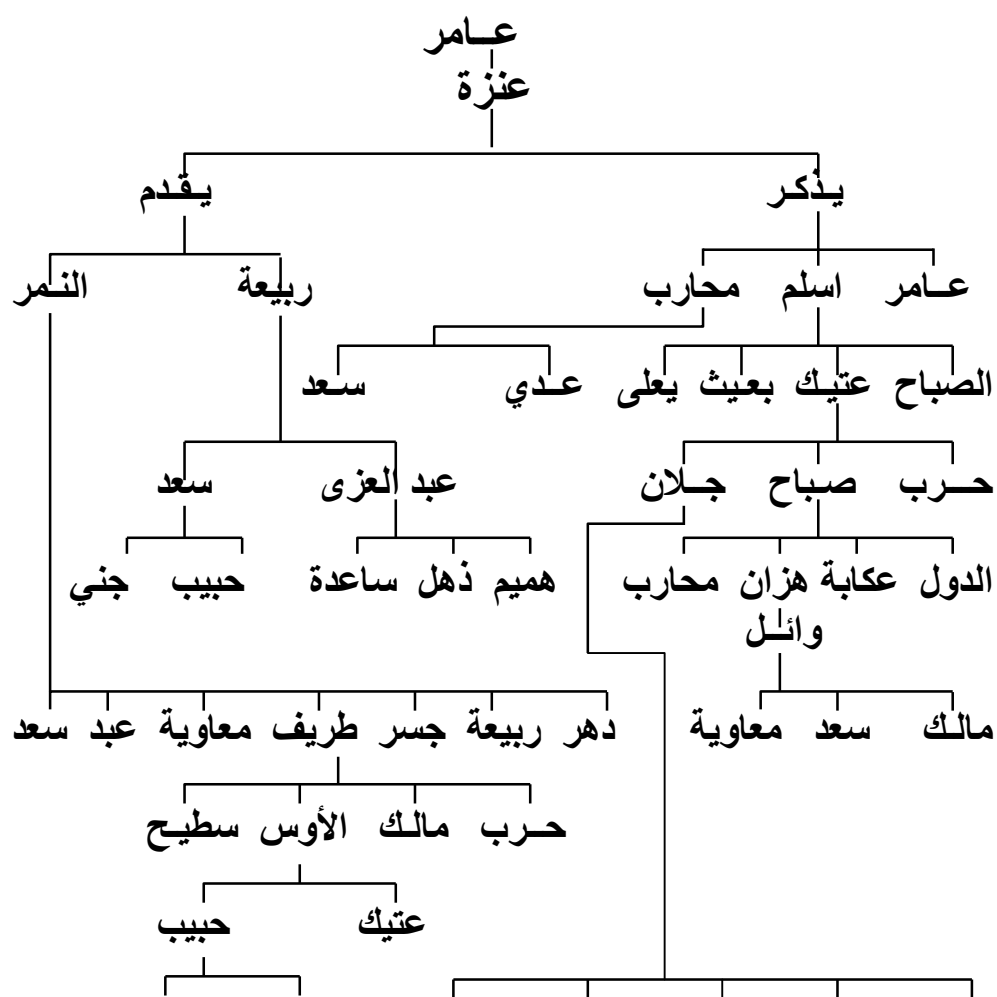 عـامر
عنزة
يـذكـر يـقـدم
عـامر اسلم محارب ربيعة النـمر
الصباح عتيك بعيث يعلى عـدي سـعد
حــرب صـباح جـلان عبد العزى سعد
الدول عكابة هزان محارب هميم ذهل ساعدة حبيب جني
وائـل
مالـك سعد معاوية
دهر ربيعة جسر طريف معاوية عبد سعد
حــرب مالـك الأوس سطيـح
عتيك حبيب